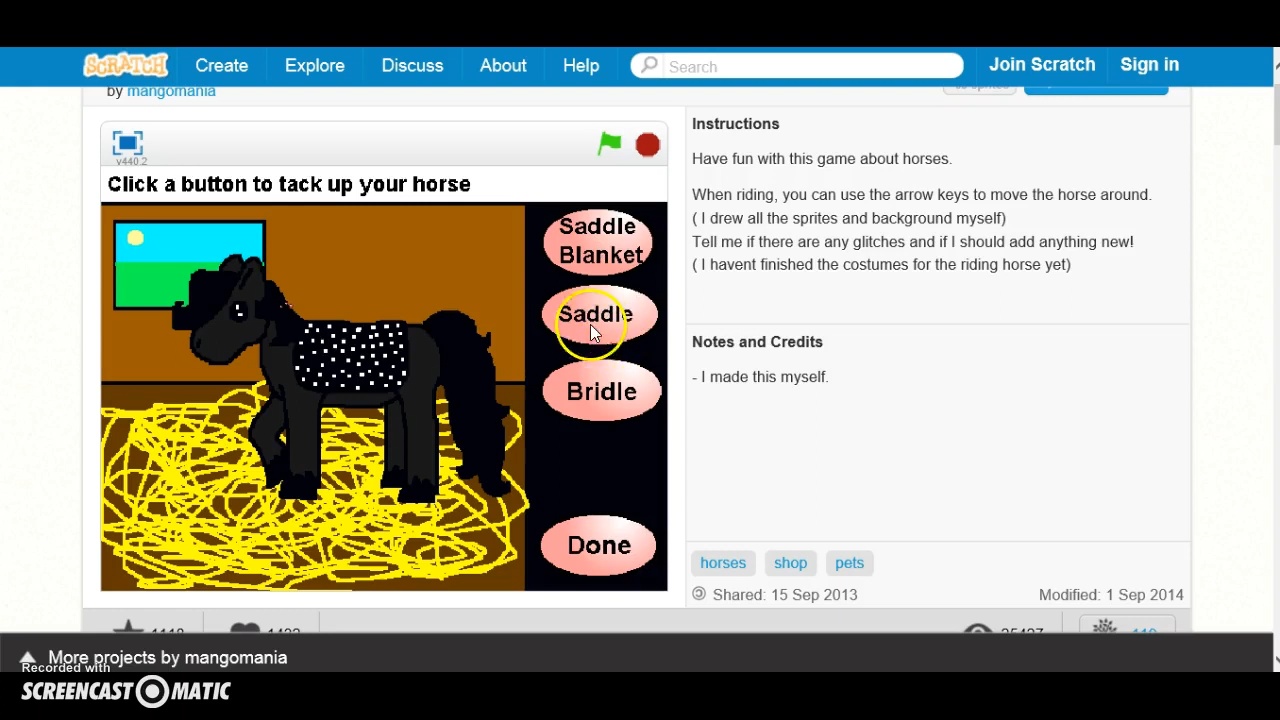 SCRATCH Create Explore Discuss About Help Search Join Scratch Sign in
by mangomania
v440.2
Click a button to tack up your horse
Saddle
Blanket
Saddle
Bridle
Done
Instructions
Have fun with this game about horses.
When riding, you can use the arrow keys to move the horse around.
( I drew all the sprites and background myself)
Tell me if there are any glitches and if I should add anything new!
( I havent finished the costumes for the riding horse yet)
Notes and Credits
- I made this myself.
horses shop pets
Shared: 15 Sep 2013 Modified: 1 Sep 2014
More projects by mangomania
Recorded with
SCREENCAST MATIC